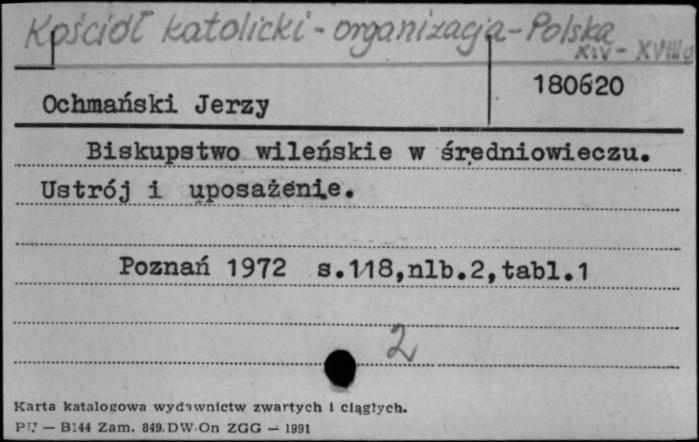 Kościół katolicki - organizacja - Polska
XIV - XVIII w
180620
Ochmański Jerzy
Biskupstwo wileńskie w średniowieczu.
Ustrój i uposażenie.
Poznań 1972 s.118,nlb.2,tabl.1
2
Karta katalogowa wydawnictw zwartych i ciągłych.
PU — B144 Zam. 849/DW-On ZGG — 1991